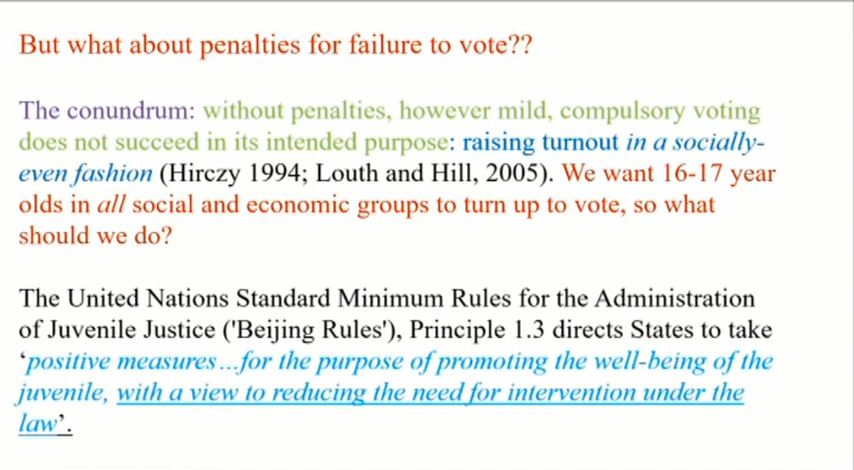 But what about penalties for failure to vote??
The conundrum: without penalties, however mild, compulsory voting
does not succeed in its intended purpose: raising turnout in a socially-
even fashion (Hirczy 1994; Louth and Hill, 2005). We want 16-17 year
olds in all social and economic groups to turn up to vote, so what
should we do?
The United Nations Standard Minimum Rules for the Administration
of Juvenile Justice ('Beijing Rules'), Principle 1.3 directs States to take
‘positive measures…for the purpose of promoting the well-being of the
juvenile, with a view to reducing the need for intervention under the
law’.